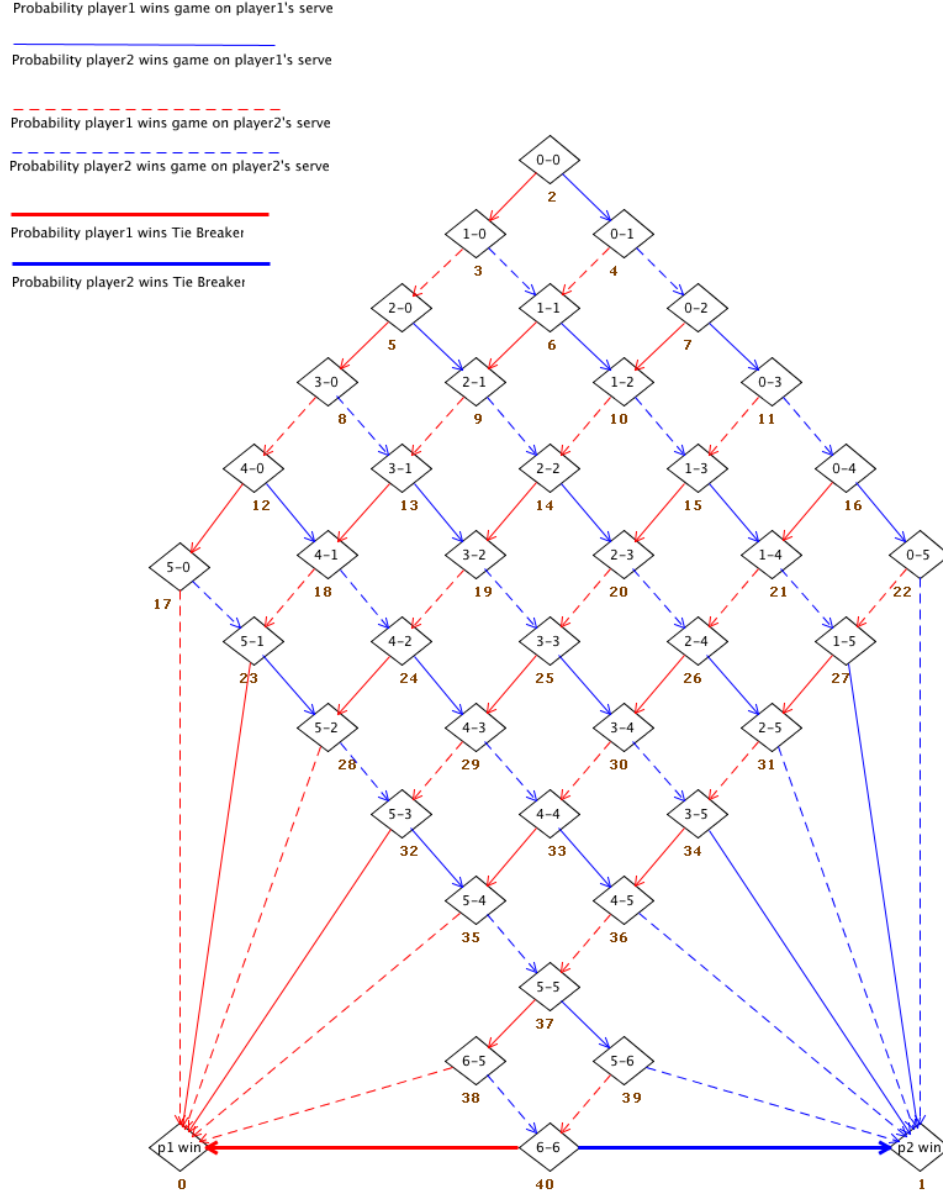 Probability player1 wins game on player1's serve
Probability player2 wins game on player1's serve
Probability player1 wins game on player2's serve
Probability player2 wins game on player2's serve
Probability player1 wins Tie Breaker
Probability player2 wins Tie Breaker
0-0
2
1-0 0-1
3 4
2-0 1-1 0-2
5 6 7
3-0 2-1 1-2 0-3
8 9 10 11
4-0 3-1 2-2 1-3 0-4
12 13 14 15 16
5-0 4-1 3-2 2-3 1-4 0-5
17 18 19 20 21 22
5-1 4-2 3-3 2-4 1-5
23 24 25 26 27
5-2 4-3 3-4 2-5
28 29 30 31
5-3 4-4 3-5
32 33 34
5-4 4-5
35 36
5-5
37
6-5 5-6
38 39
p1 win 6-6 p2 win
0 40 1